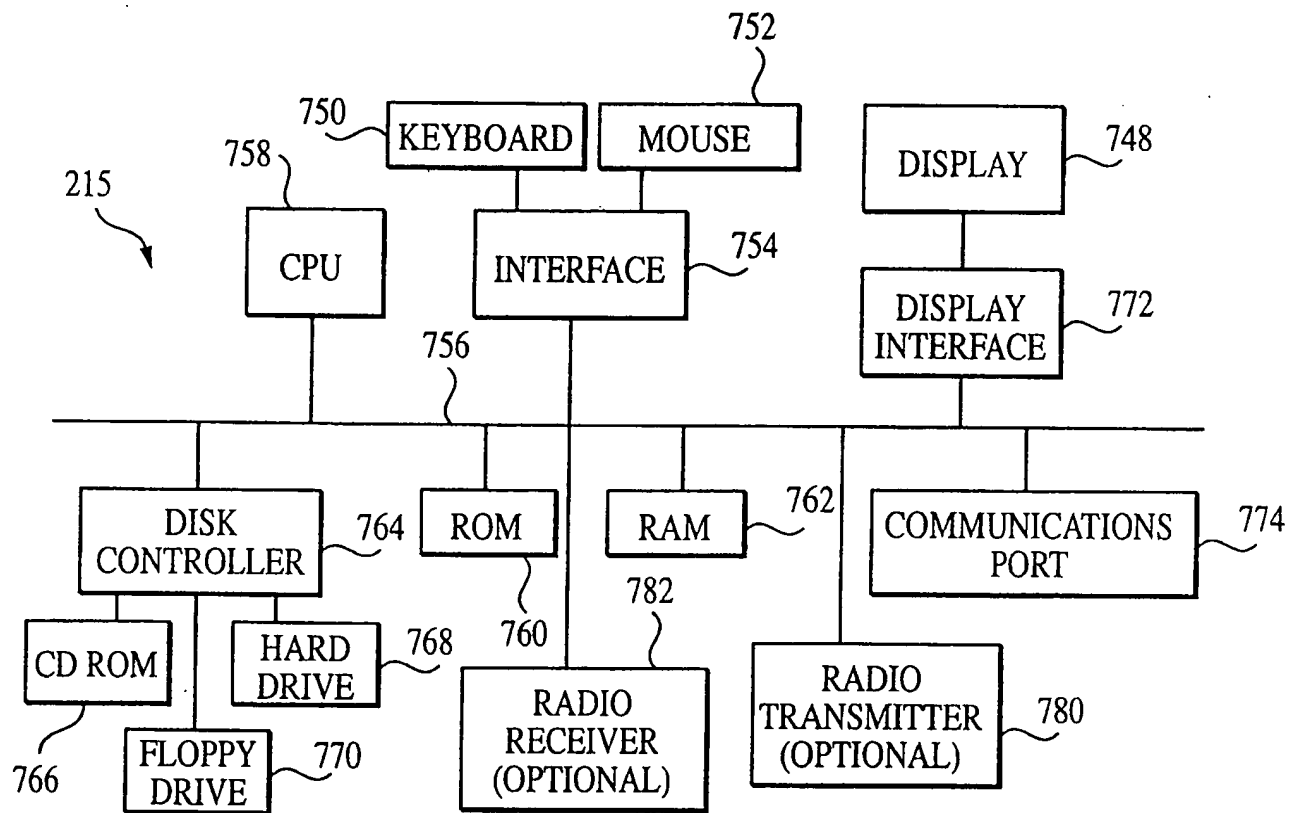 752
750
KEYBOARD
MOUSE
748
DISPLAY
758
215
CPU
INTERFACE
754
DISPLAY
INTERFACE
772
756
DISK
CONTROLLER
764
ROM
760
RAM
762
COMMUNICATIONS
PORT
774
782
CD ROM
766
HARD
DRIVE
768
FLOPPY
DRIVE
770
RADIO
RECEIVER
(OPTIONAL)
RADIO
TRANSMITTER
(OPTIONAL)
780